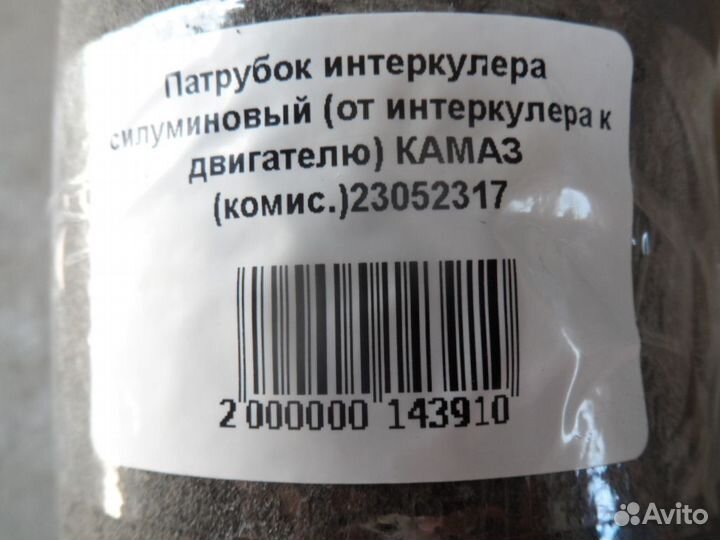 Патрубок интеркулера
силуминовый (от интеркулера к
двигателю) КАМАЗ
(комис.)23052317
2 000000 143910
Avito